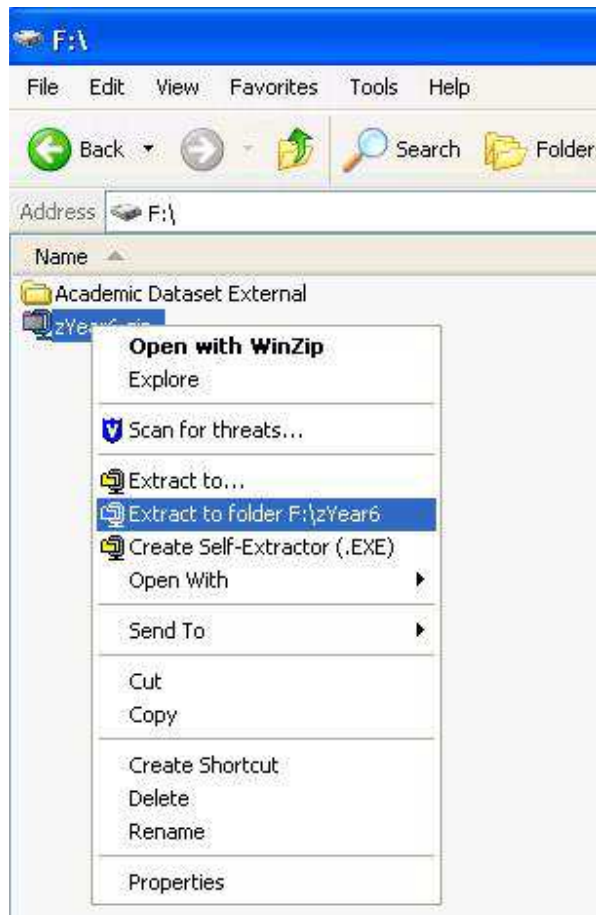 F:\
File Edit View Favorites Tools Help
Back Search Folder
Address F:\
Name
Academic Dataset External
Open with WinZip
Explore
Scan for threats...
Extract to...
Extract to folder F:\zYear6
Create Self-Extractor (.EXE)
Open With
Send To
Cut
Copy
Create Shortcut
Delete
Rename
Properties